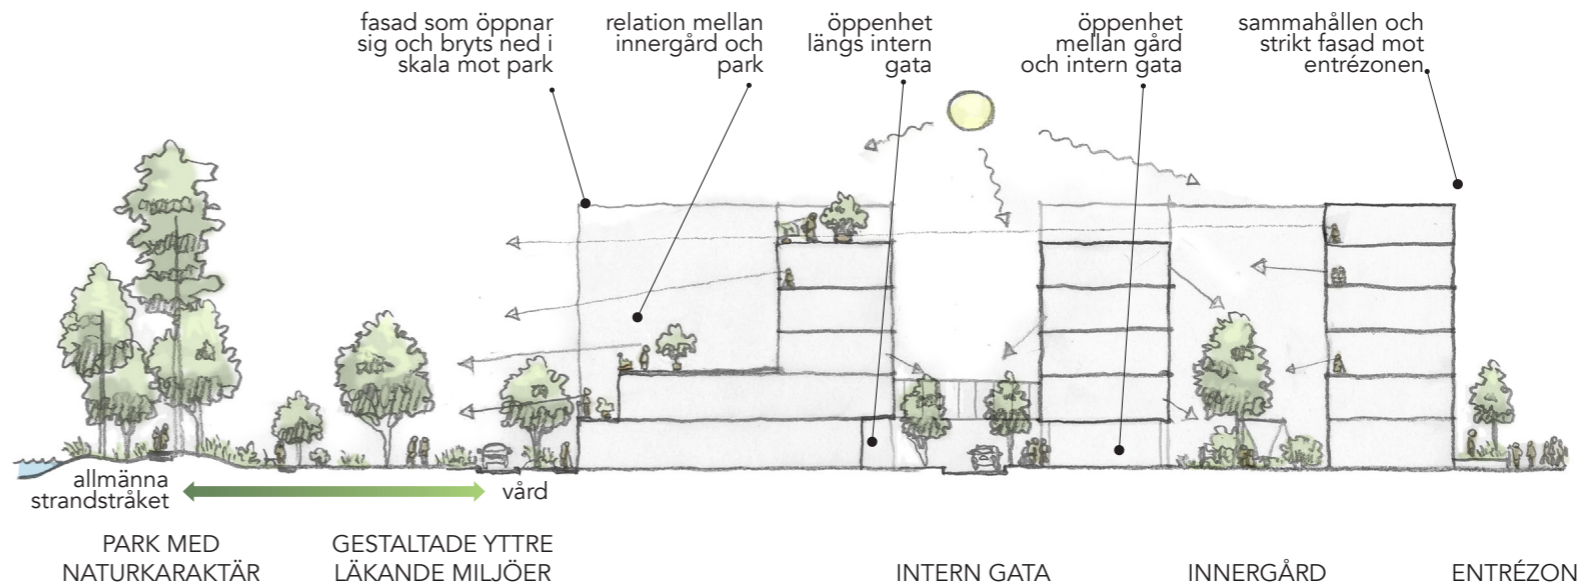 fasad som öppnar
sig och bryts ned i
skala mot park
relation mellan
innergård och
park
öppenhet
längs intern
gata
öppenhet
mellan gård
och intern gata
sammahållen och
strikt fasad mot
entrézonen
allmänna
strandstråket
vård
PARK MED
NATURKARAKTÄR
GESTALTADE YTTRE
LÄKANDE MILJÖER
INTERN GATA
INNERGÅRD
ENTRÉZON